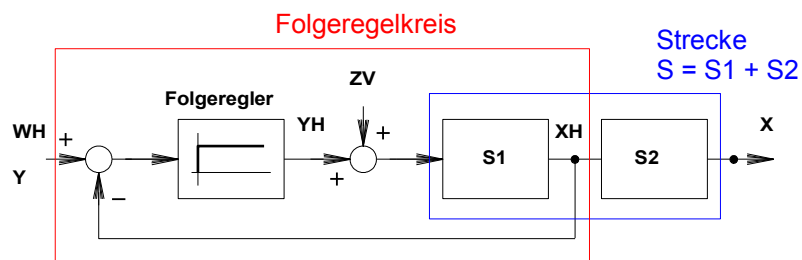 Folgeregelkreis
Strecke
S = S1 + S2
ZV
Folgeregler
WH
+
YH
+
XH
X
S1
S2
Y
−
+